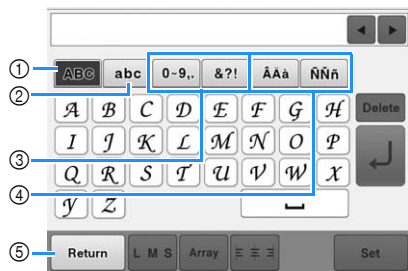 ① ABC abc 0~9,. &?! ÂÄà ÑÑñ
②
A B C D E F G H Delete
I J K L M N O P
③
Q R S T U V W X
④
y Z
⑤ Return L M S Array Set